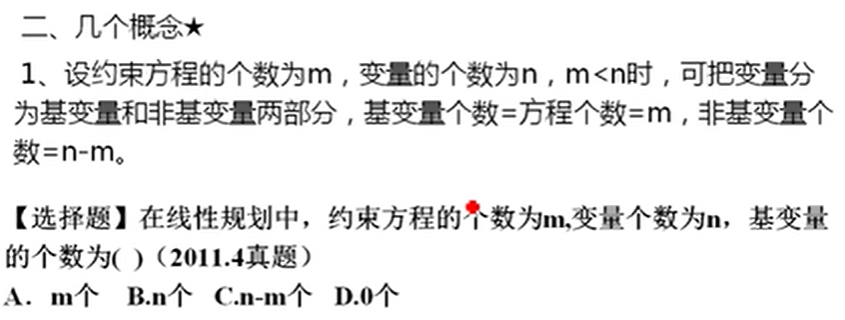 二、几个概念★
1、设约束方程的个数为m，变量的个数为n，m<n时，可把变量分
为基变量和非基变量两部分，基变量个数=方程个数=m，非基变量个
数=n-m。
【选择题】在线性规划中，约束方程的个数为m,变量个数为n，基变量
的个数为( )（2011.4真题）
A．m个 B.n个 C.n-m个 D.0个